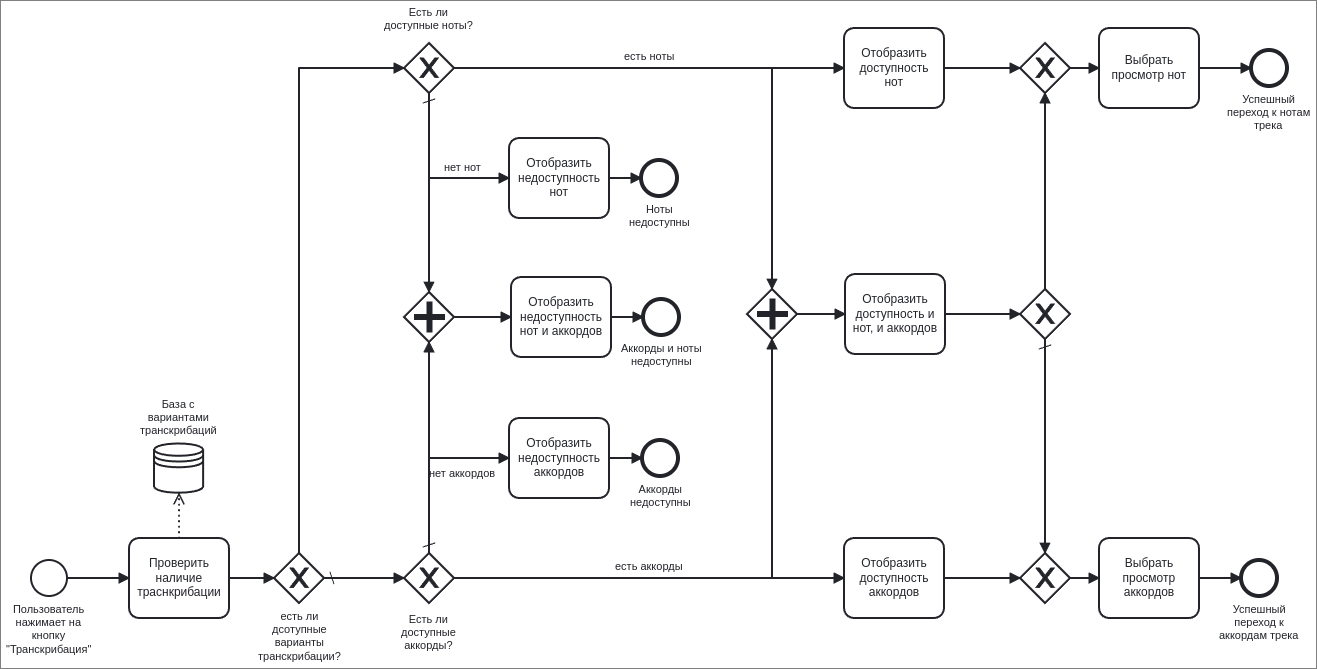 Есть ли
доступные ноты?
есть ноты
Отобразить
доступность
нот
Выбрать
просмотр нот
Успешный
переход к нотам
трека
нет нот
Отобразить
недоступность
нот
Ноты
недоступны
Отобразить
недоступность
нот и аккордов
Аккорды и ноты
недоступны
Отобразить
доступность и
нот, и аккордов
База с
вариантами
транскрибаций
нет аккордов
Отобразить
недоступность
аккордов
Аккорды
недоступны
Пользователь
нажимает на
кнопку
"Транскрибация"
Проверить
наличие
траснкрибации
есть ли
дсотупные
варианты
транскрибации?
Есть ли
доступные
аккорды?
есть аккорды
Отобразить
доступность
аккордов
Выбрать
просмотр
аккордов
Успешный
переход к
аккордам трека